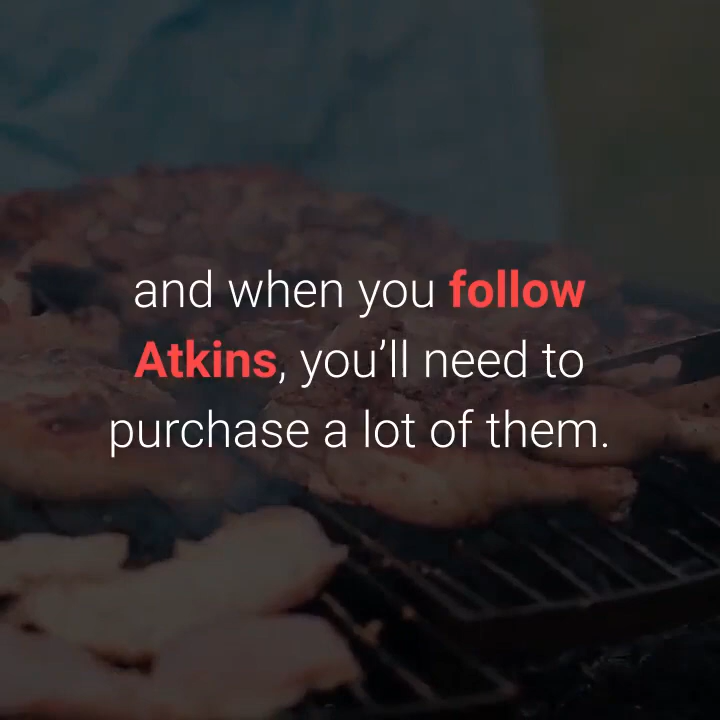 and when you follow
Atkins, you’ll need to
purchase a lot of them.